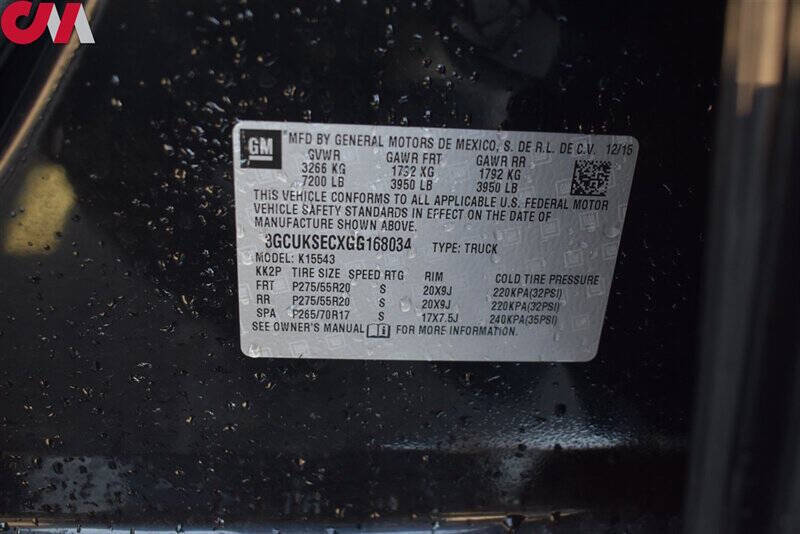 CM
GM
MFD BY GENERAL MOTORS DE MEXICO, S. DE R.L. DE C.V. 12/15
GVWR GAWR FRT GAWR RR
3266 KG 1792 KG 1792 KG
7200 LB 3950 LB 3950 LB
THIS VEHICLE CONFORMS TO ALL APPLICABLE U.S. FEDERAL MOTOR
VEHICLE SAFETY STANDARDS IN EFFECT ON THE DATE OF
MANUFACTURE SHOWN ABOVE.
3GCUKSECXGG168034 TYPE: TRUCK
MODEL: K15543
KK2P TIRE SIZE SPEED RTG RIM COLD TIRE PRESSURE
FRT P275/55R20 S 20X9J 220KPA(32PSI)
RR P275/55R20 S 20X9J 220KPA(32PSI)
SPA P265/70R17 S 17X7.5J 240KPA(35PSI)
SEE OWNER'S MANUAL FOR MORE INFORMATION.